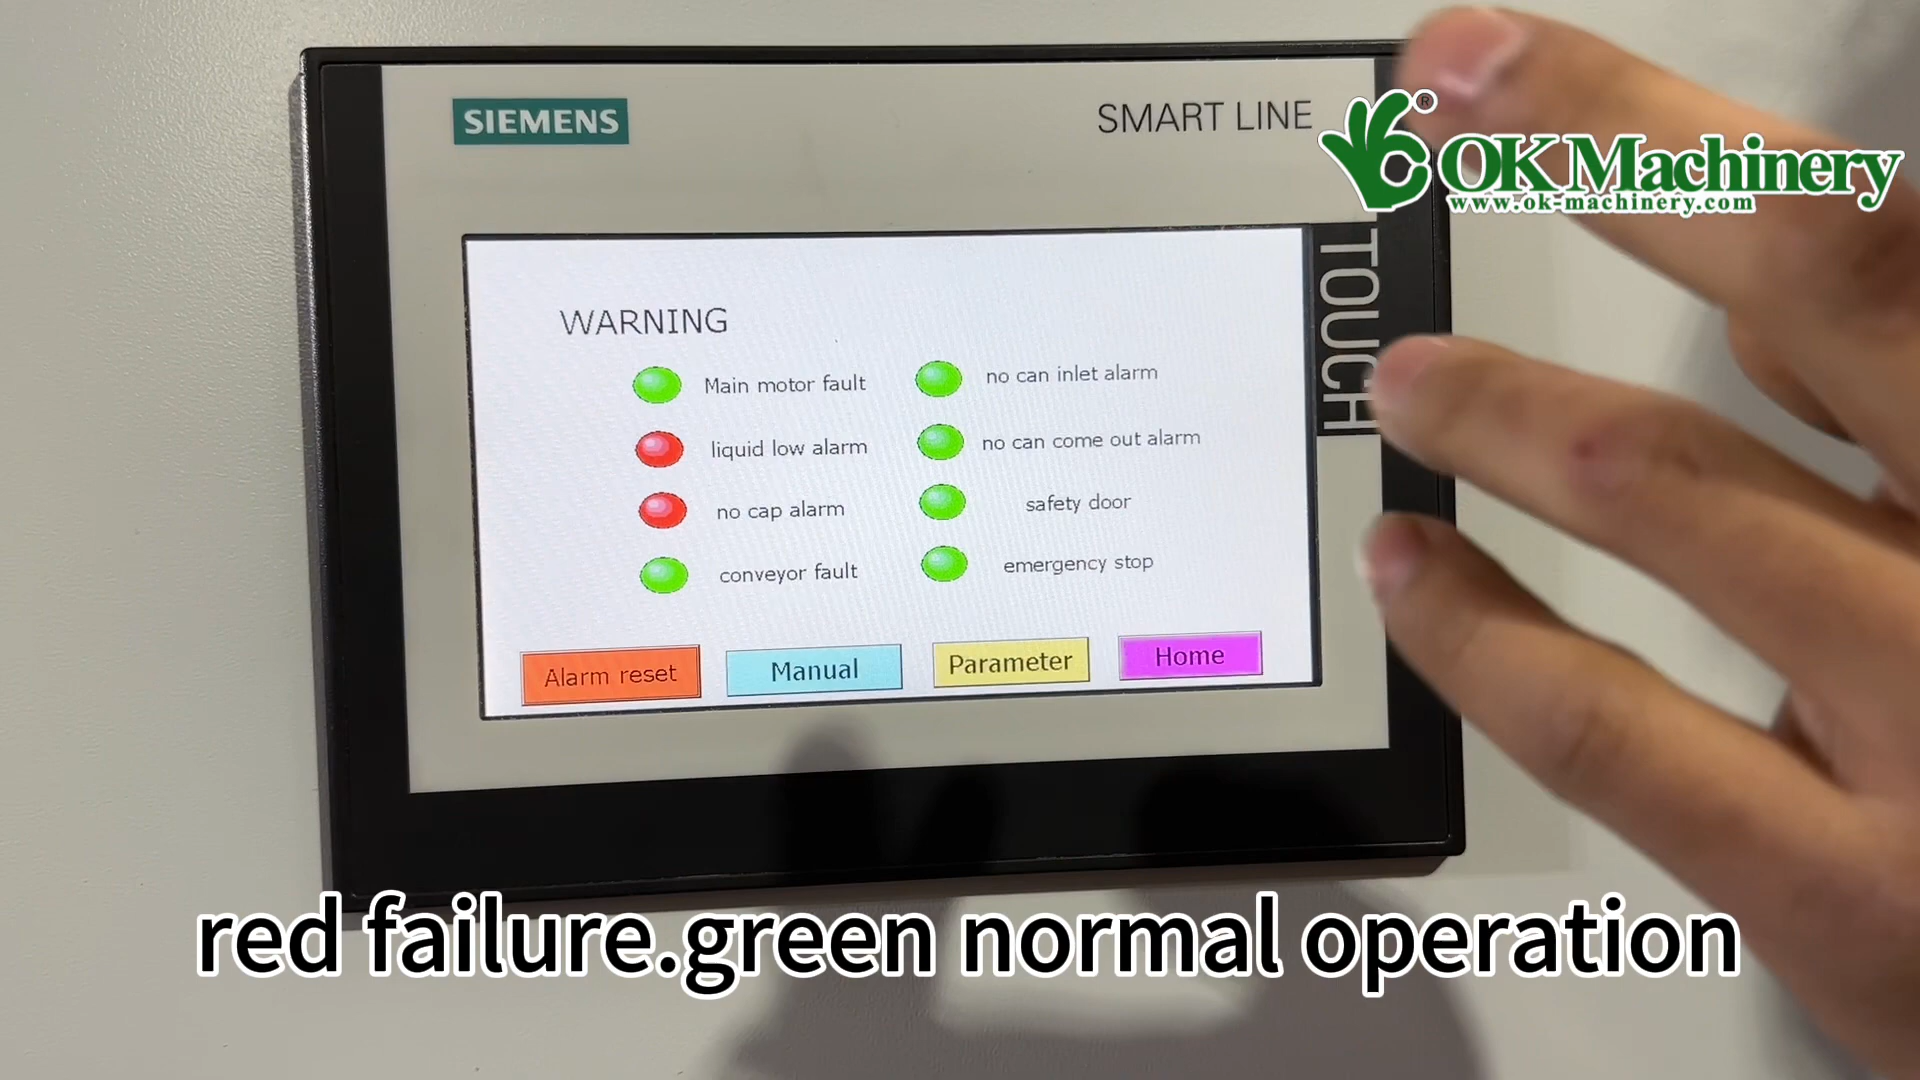 SIEMENS
SMART LINE
®
OK Machinery
www.ok-machinery.com
TOUCH
WARNING
Main motor fault
no can inlet alarm
liquid low alarm
no can come out alarm
no cap alarm
safety door
conveyor fault
emergency stop
Alarm reset
Manual
Parameter
Home
red failure.green normal operation